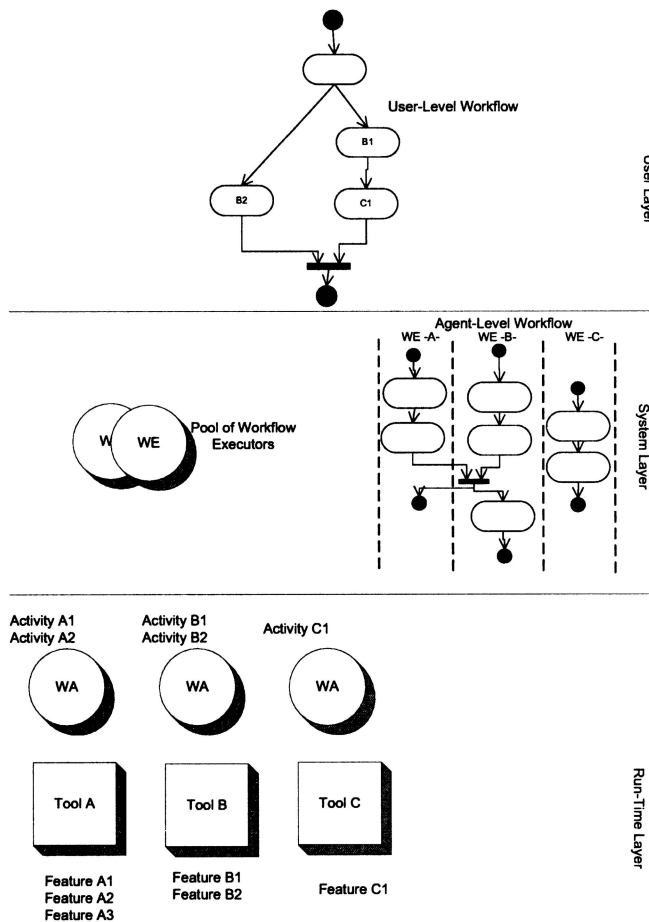 User-Level Workflow
B1
B2
C1
User Layer
Agent-Level Workflow
WE -A-
WE -B-
WE -C-
W
WE
Pool of Workflow
Executors
System Layer
Activity A1
Activity A2
Activity B1
Activity B2
Activity C1
WA
WA
WA
Tool A
Tool B
Tool C
Feature A1
Feature A2
Feature A3
Feature B1
Feature B2
Feature C1
Run-Time Layer